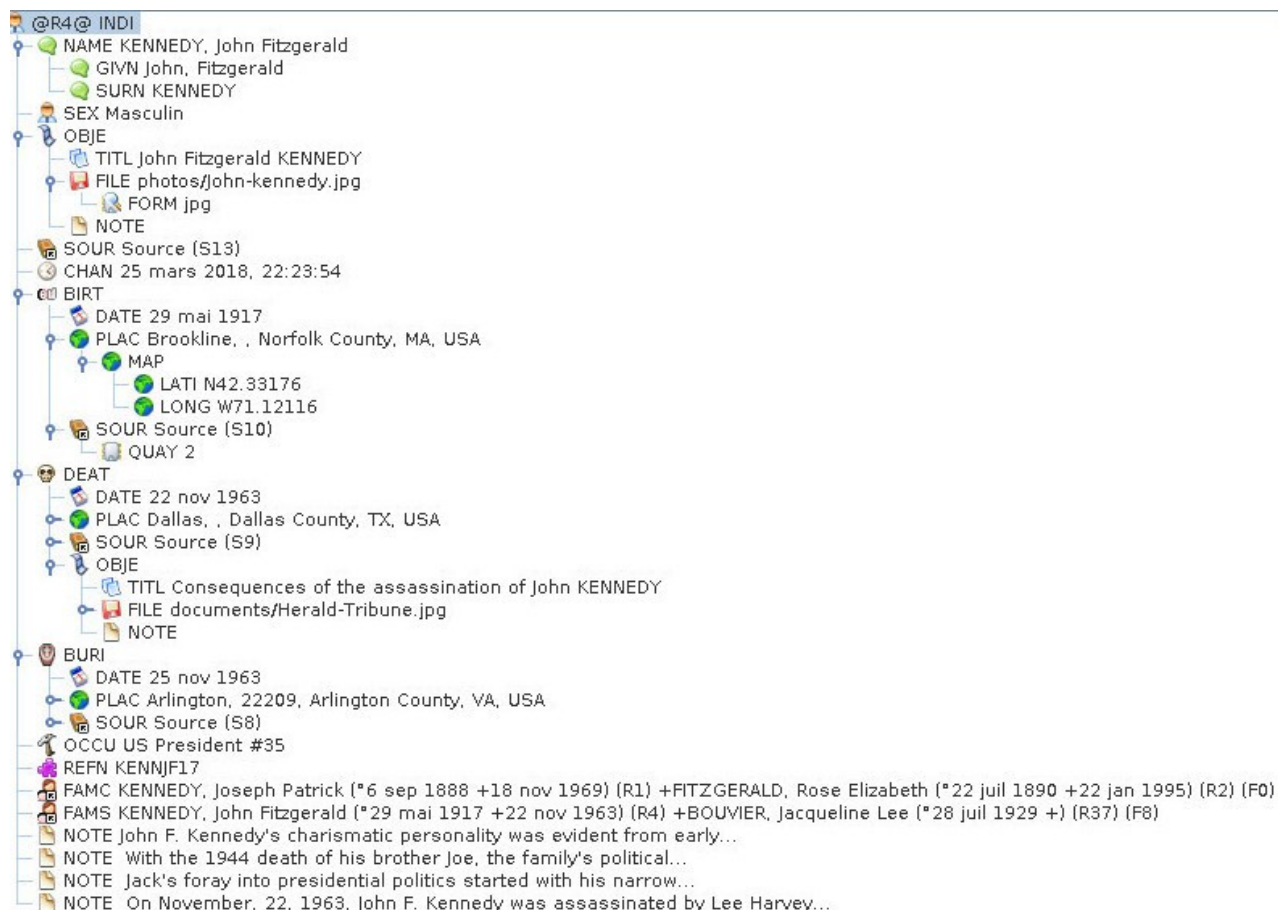 @R4@ INDI
NAME KENNEDY, John Fitzgerald
GIVN John, Fitzgerald
SURN KENNEDY
SEX Masculin
OBJE
TITL John Fitzgerald KENNEDY
FILE photos/John-kennedy.jpg
FORM jpg
NOTE
SOUR Source (S13)
CHAN 25 mars 2018, 22:23:54
BIRT
DATE 29 mai 1917
PLAC Brookline, , Norfolk County, MA, USA
MAP
LATI N42.33176
LONG W71.12116
SOUR Source (S10)
QUAY 2
DEAT
DATE 22 nov 1963
PLAC Dallas, , Dallas County, TX, USA
SOUR Source (S9)
OBJE
TITL Consequences of the assassination of John KENNEDY
FILE documents/Herald-Tribune.jpg
NOTE
BURI
DATE 25 nov 1963
PLAC Arlington, 22209, Arlington County, VA, USA
SOUR Source (S8)
OCCU US President #35
REFN KENNJF17
FAMC KENNEDY, Joseph Patrick (°6 sep 1888 +18 nov 1969) (R1) +FITZGERALD, Rose Elizabeth (°22 juil 1890 +22 jan 1995) (R2) (F0)
FAMS KENNEDY, John Fitzgerald (°29 mai 1917 +22 nov 1963) (R4) +BOUVIER, Jacqueline Lee (°28 juil 1929 +) (R37) (F8)
NOTE John F. Kennedy's charismatic personality was evident from early...
NOTE With the 1944 death of his brother Joe, the family's political...
NOTE Jack's foray into presidential politics started with his narrow...
NOTE On November, 22, 1963, John F. Kennedy was assassinated by Lee Harvey...